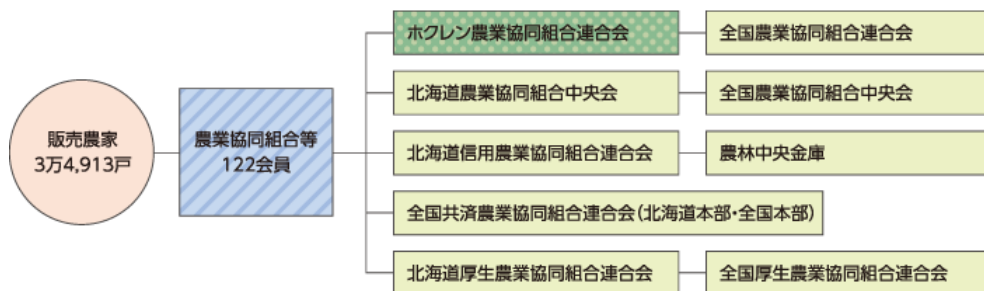 販売農家
3万4,913戸
農業協同組合等
122会員
ホクレン農業協同組合連合会
全国農業協同組合連合会
北海道農業協同組合中央会
全国農業協同組合中央会
北海道信用農業協同組合連合会
農林中央金庫
全国共済農業協同組合連合会（北海道本部・全国本部）
北海道厚生農業協同組合連合会
全国厚生農業協同組合連合会